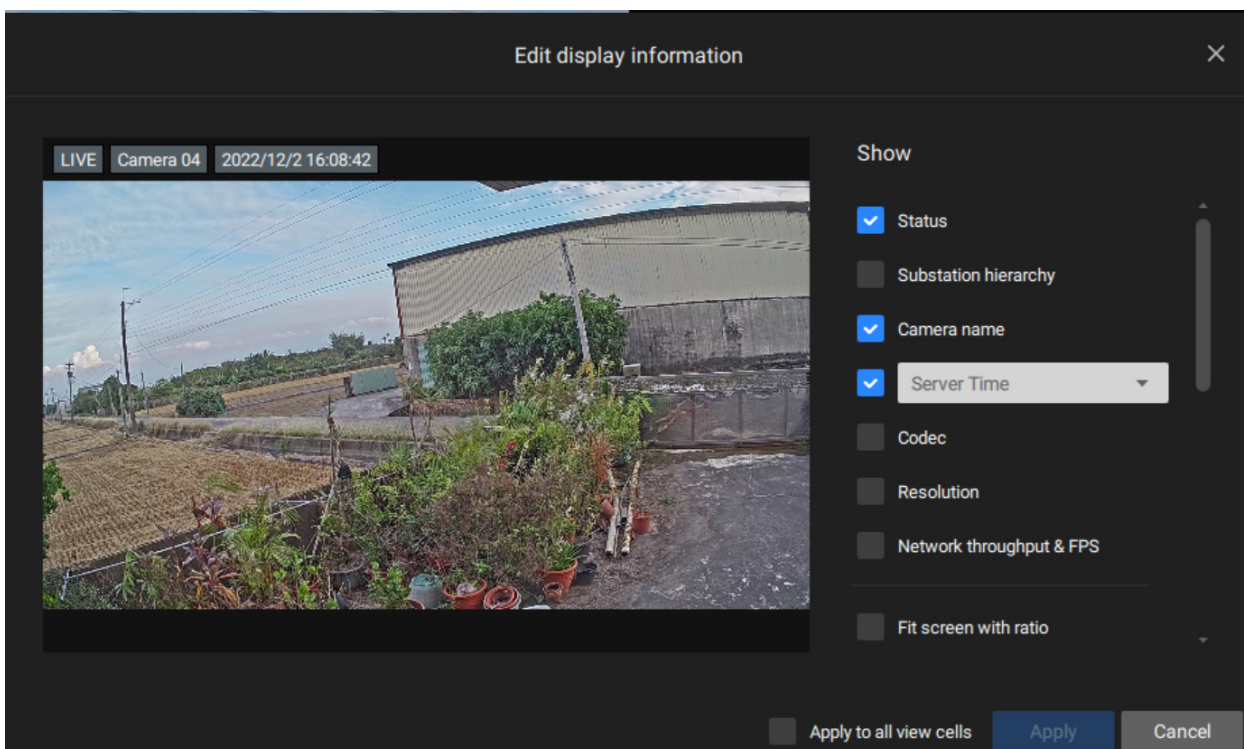 Edit display information
LIVE Camera 04 2022/12/2 16:08:42
Show
Status
Substation hierarchy
Camera name
Server Time
Codec
Resolution
Network throughput & FPS
Fit screen with ratio
Apply to all view cells Apply Cancel